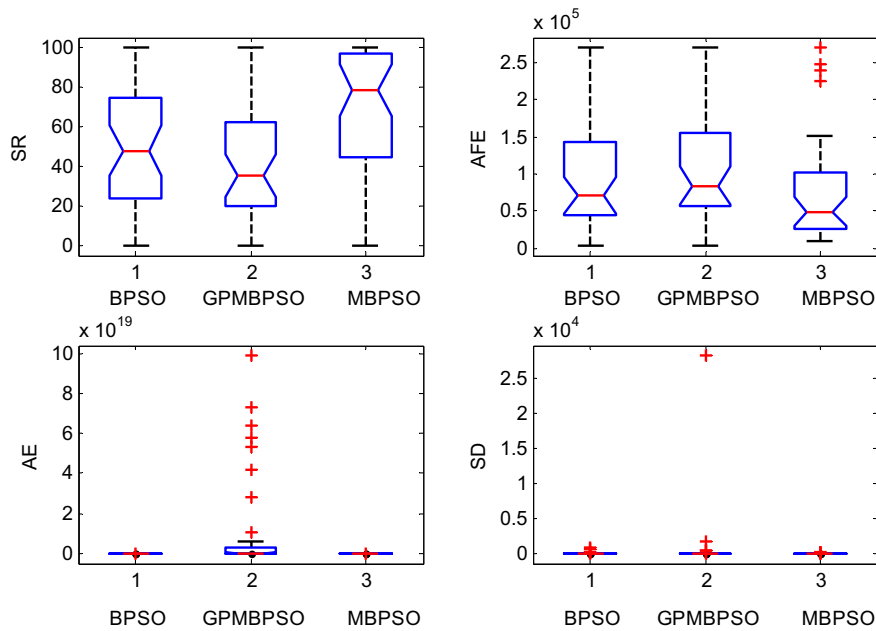 SR
100
80
60
40
20
0
1 2 3
BPSO GPMBPSO MBPSO
x 10^5
AFE
2.5
2
1.5
1
0.5
0
1 2 3
BPSO GPMBPSO MBPSO
x 10^19
AE
10
8
6
4
2
0
1 2 3
BPSO GPMBPSO MBPSO
x 10^4
SD
2.5
2
1.5
1
0.5
0
1 2 3
BPSO GPMBPSO MBPSO